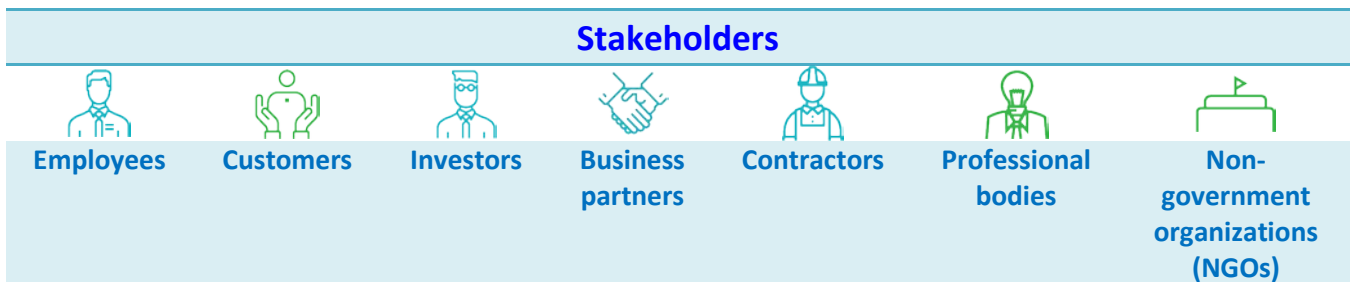 Stakeholders
Employees
Customers
Investors
Business
partners
Contractors
Professional
bodies
Non-
government
organizations
(NGOs)